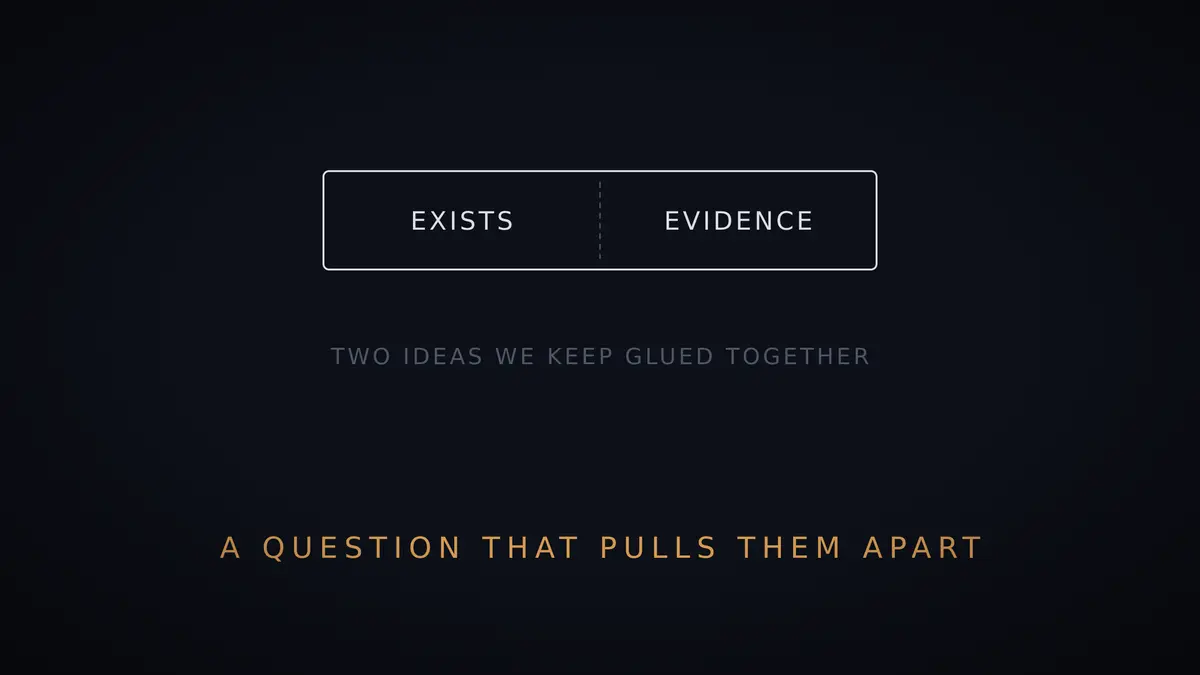 EXISTS EVIDENCE
TWO IDEAS WE KEEP GLUED TOGETHER
A QUESTION THAT PULLS THEM APART